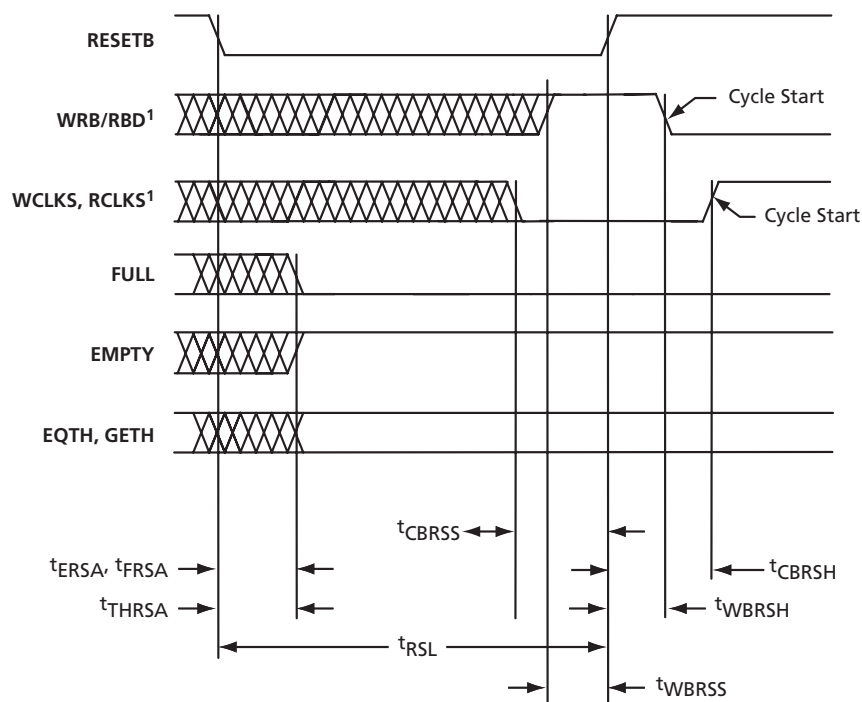 RESETB
WRB/RBD¹
Cycle Start
WCLKS, RCLKS¹
Cycle Start
FULL
EMPTY
EQTH, GETH
tCBRSS
tERSA, tFRSA
tCBRSH
tTHRSA
tWBRSH
tRSL
tWBRSS